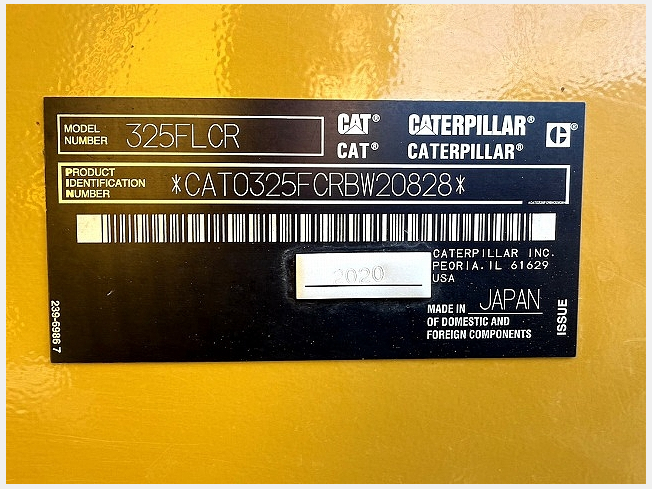 MODEL
NUMBER 325FLCR
CAT® CATERPILLAR® C®
CAT® CATERPILLAR®
PRODUCT
IDENTIFICATION
NUMBER *CAT0325FCRBW20828*
2020
CATERPILLAR INC.
PEORIA, IL 61629
USA
MADE IN JAPAN
OF DOMESTIC AND
FOREIGN COMPONENTS
ISSUE
239-6986 7